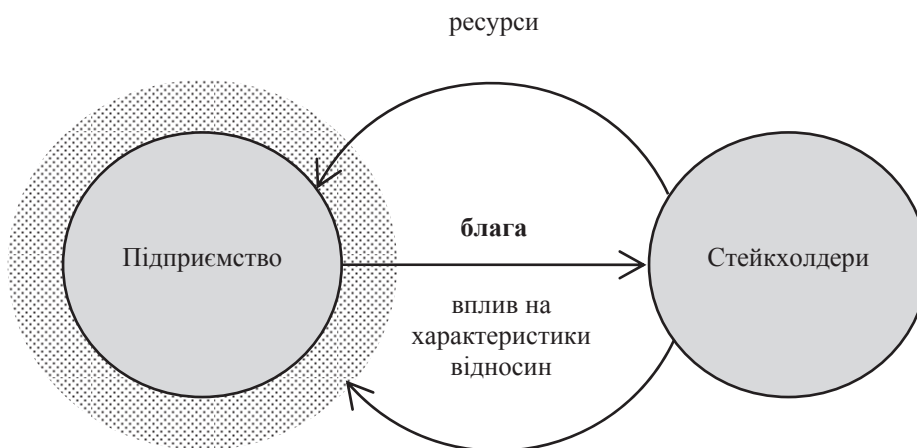 ресурси
блага
Підприємство
Стейкхолдери
вплив на
характеристики
відносин